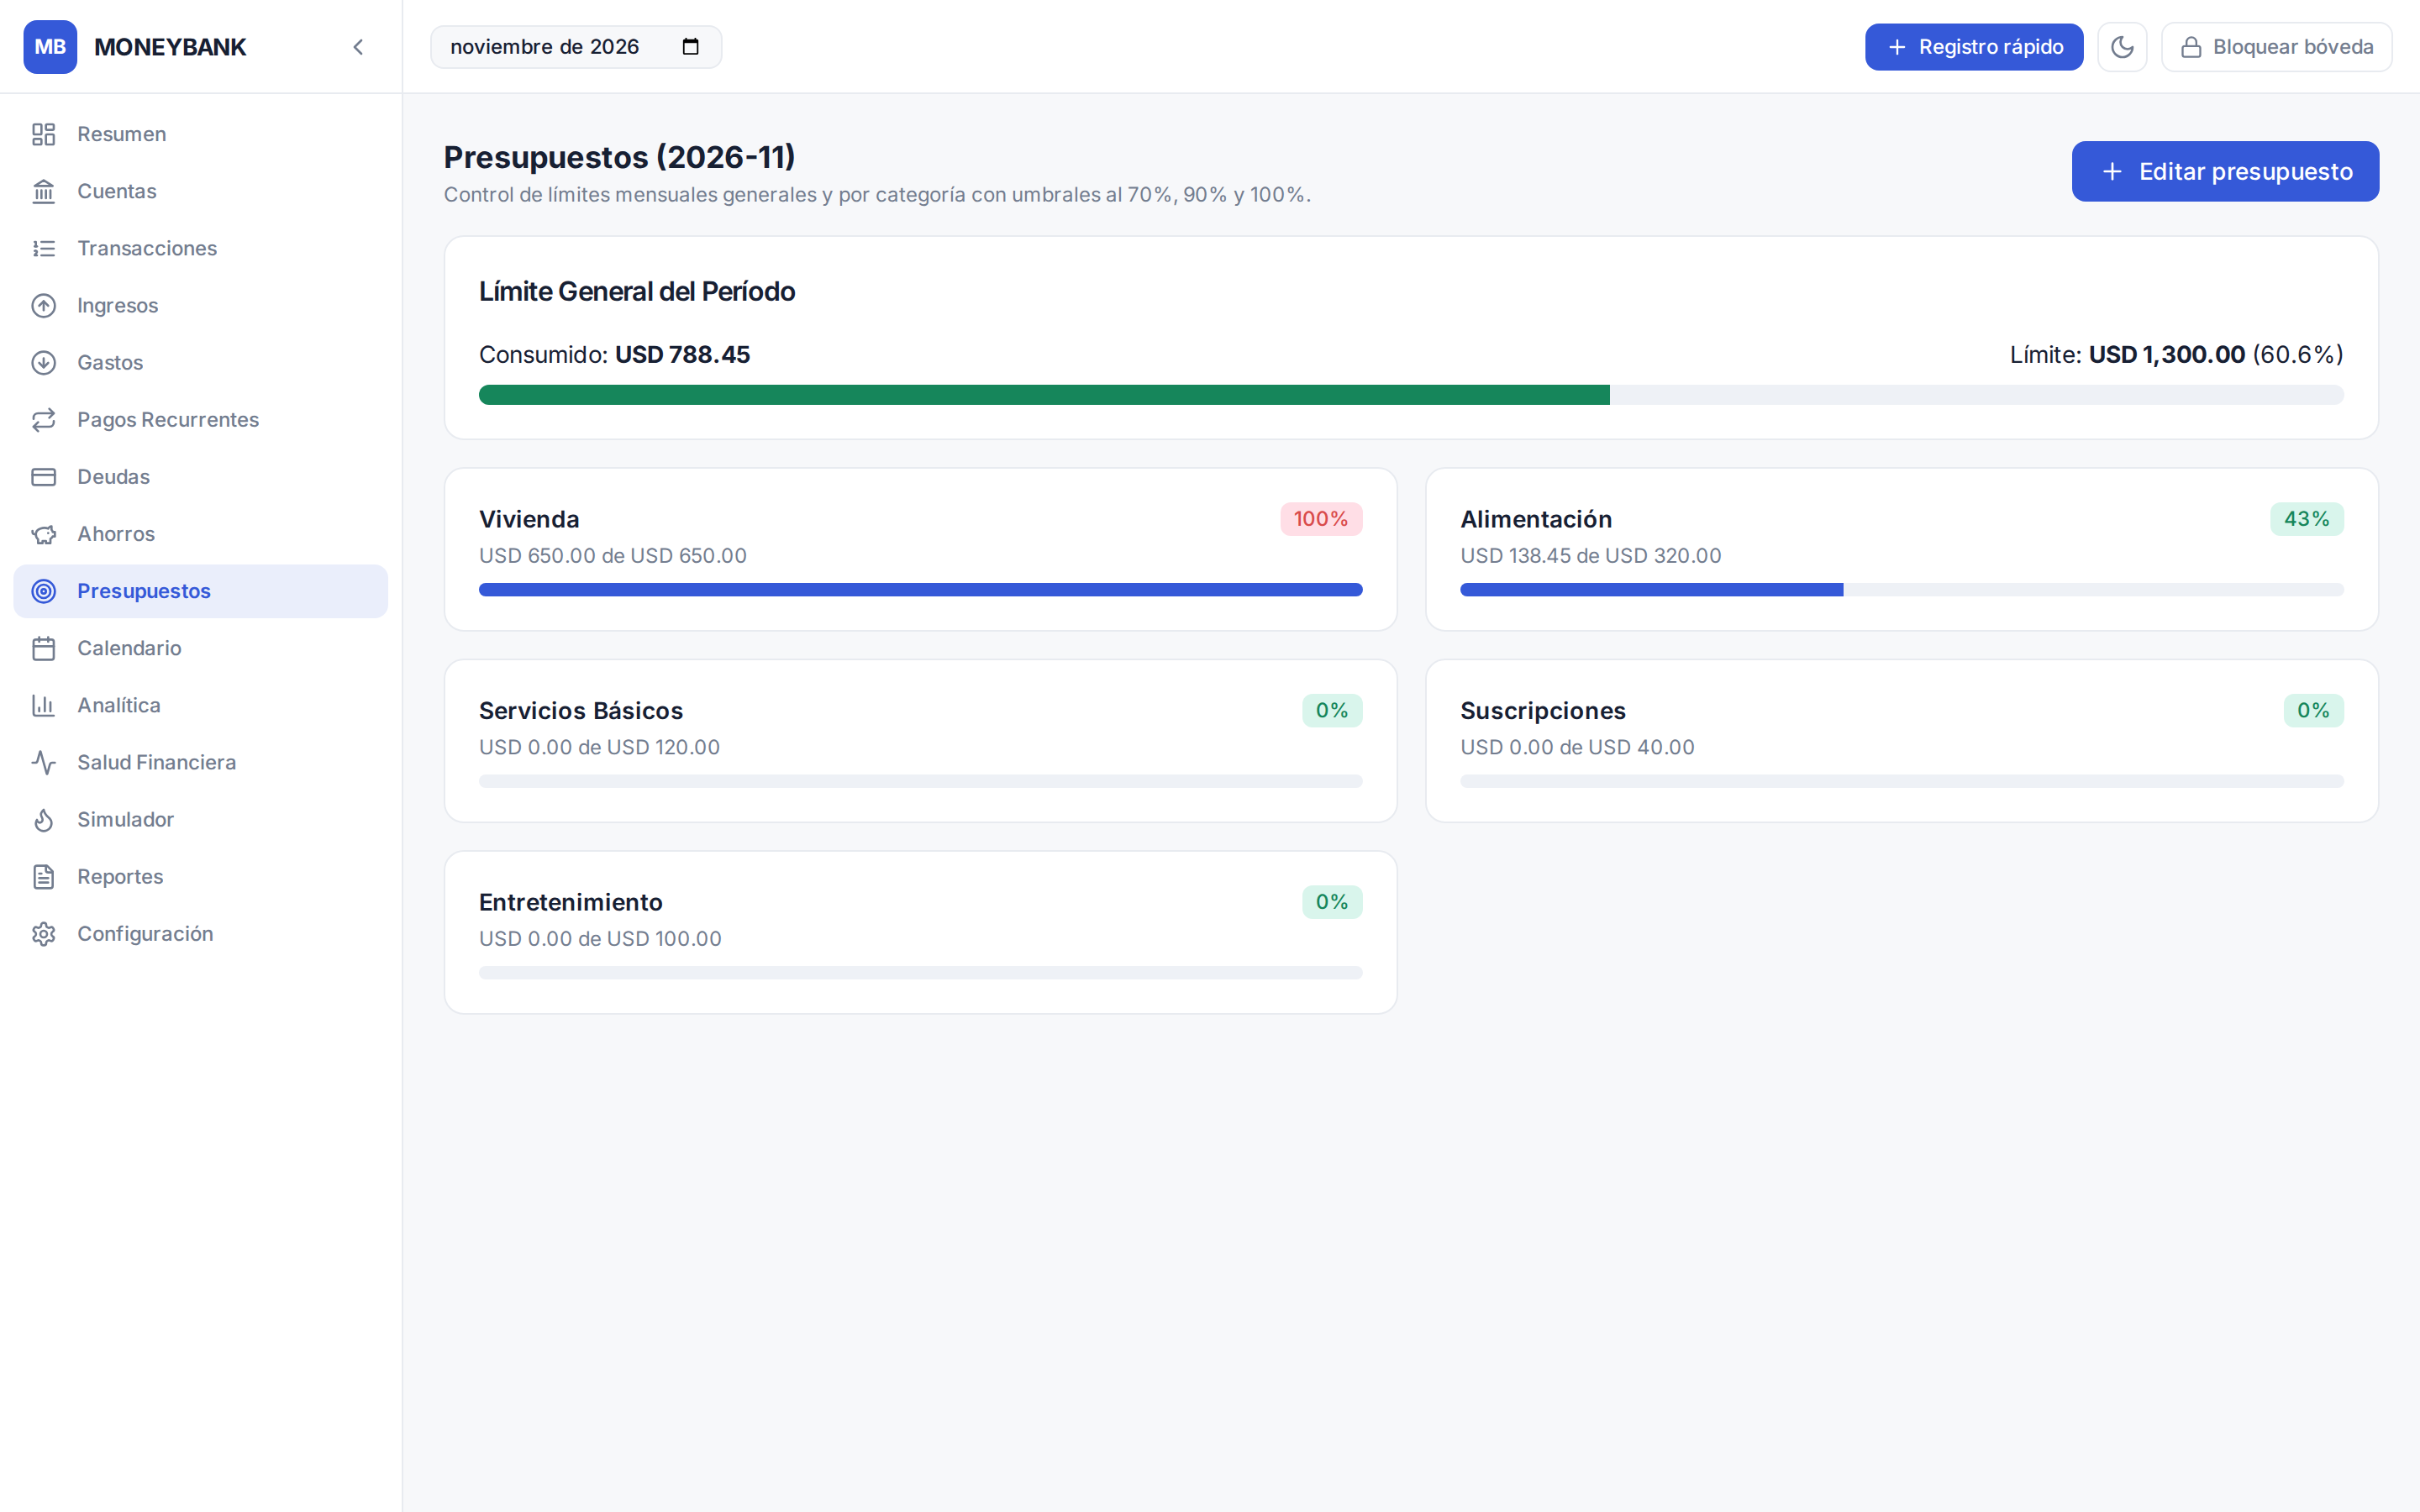 MB MONEYBANK
noviembre de 2026
Registro rápido
Bloquear bóveda
Resumen
Cuentas
Transacciones
Ingresos
Gastos
Pagos Recurrentes
Deudas
Ahorros
Presupuestos
Calendario
Analítica
Salud Financiera
Simulador
Reportes
Configuración
Presupuestos (2026-11)
Control de límites mensuales generales y por categoría con umbrales al 70%, 90% y 100%.
Editar presupuesto
Límite General del Período
Consumido: USD 788.45
Límite: USD 1,300.00 (60.6%)
Vivienda
100%
USD 650.00 de USD 650.00
Alimentación
43%
USD 138.45 de USD 320.00
Servicios Básicos
0%
USD 0.00 de USD 120.00
Suscripciones
0%
USD 0.00 de USD 40.00
Entretenimiento
0%
USD 0.00 de USD 100.00